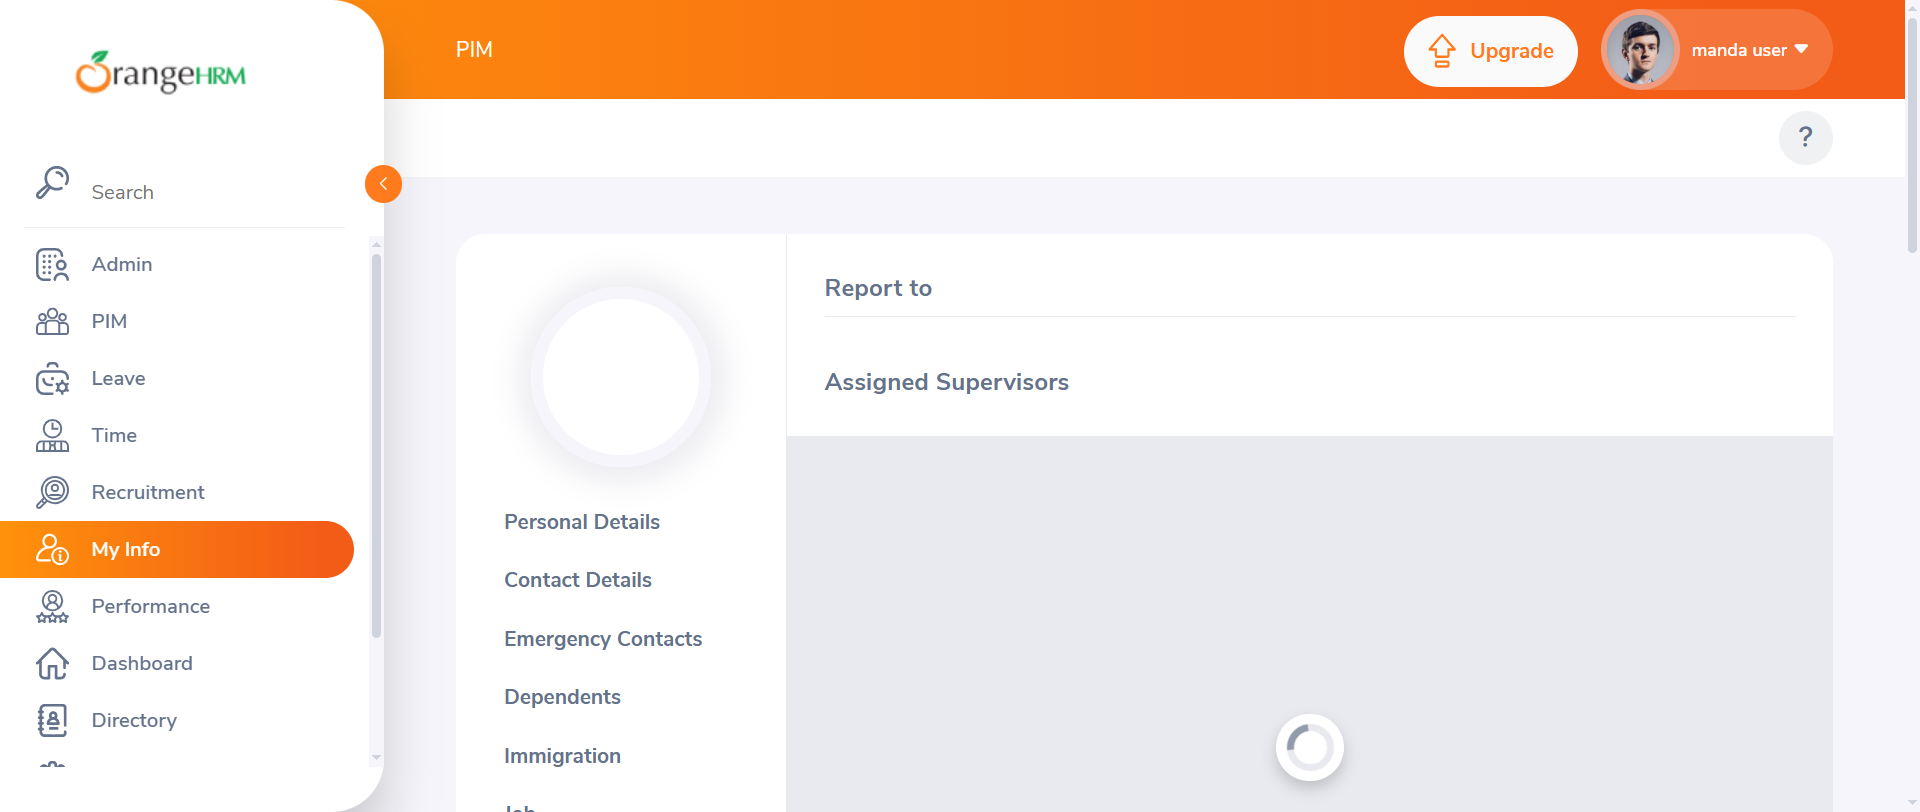 OrangeHRM
PIM
Upgrade
manda user
?
Search
Admin
PIM
Leave
Time
Recruitment
My Info
Performance
Dashboard
Directory
Report to
Assigned Supervisors
Personal Details
Contact Details
Emergency Contacts
Dependents
Immigration
Job